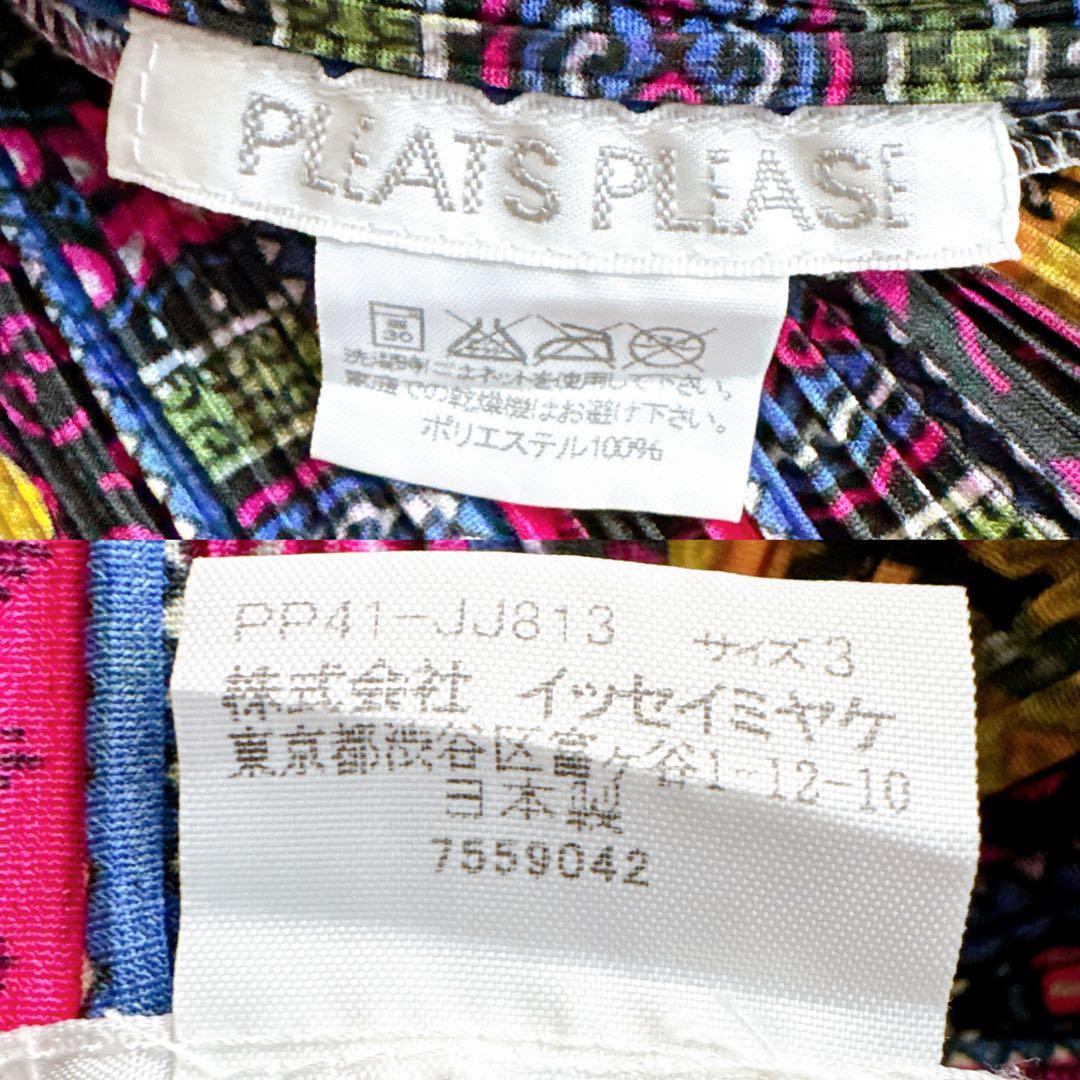 PLEATS PLEASE
30
洗濯時にはネットを使用して下さい。
家庭での乾燥機はお避け下さい。
ポリエステル100%
PP41-JJ813 サイズ3
株式会社 イッセイミヤケ
東京都渋谷区富ヶ谷1-12-10
日本製
7559042